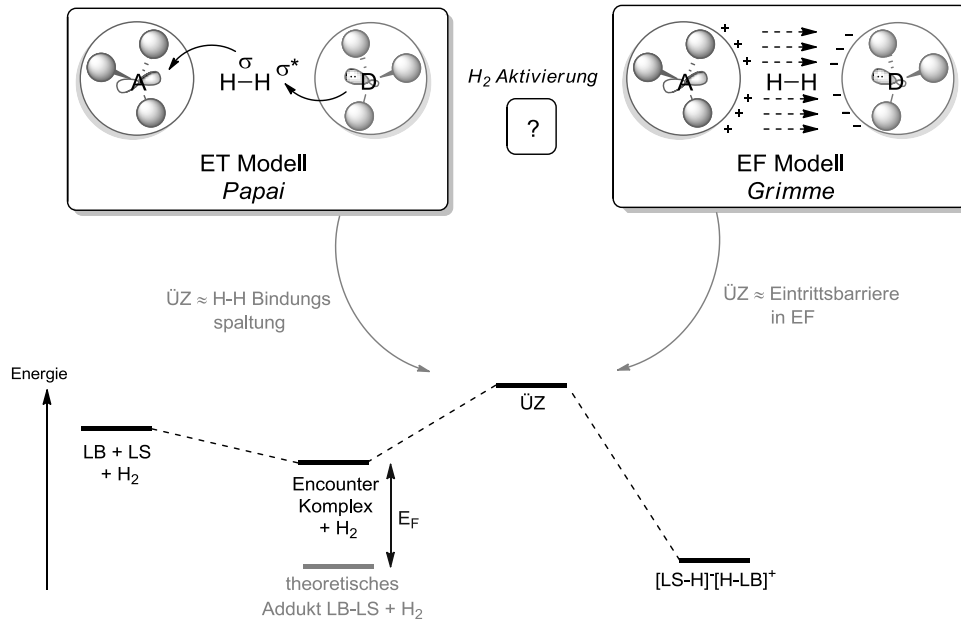 A
σ
H-H
σ*
D
ET Modell
Papai
H2 Aktivierung
?
+
+
+
+
+
+
A
H-H
D
-
-
-
-
-
-
EF Modell
Grimme
ÜZ ≈ H-H Bindungs
spaltung
ÜZ ≈ Eintrittsbarriere
in EF
Energie
ÜZ
LB + LS
+ H2
Encounter
Komplex
+ H2
EF
theoretisches
Addukt LB-LS + H2
[LS-H]-[H-LB]+